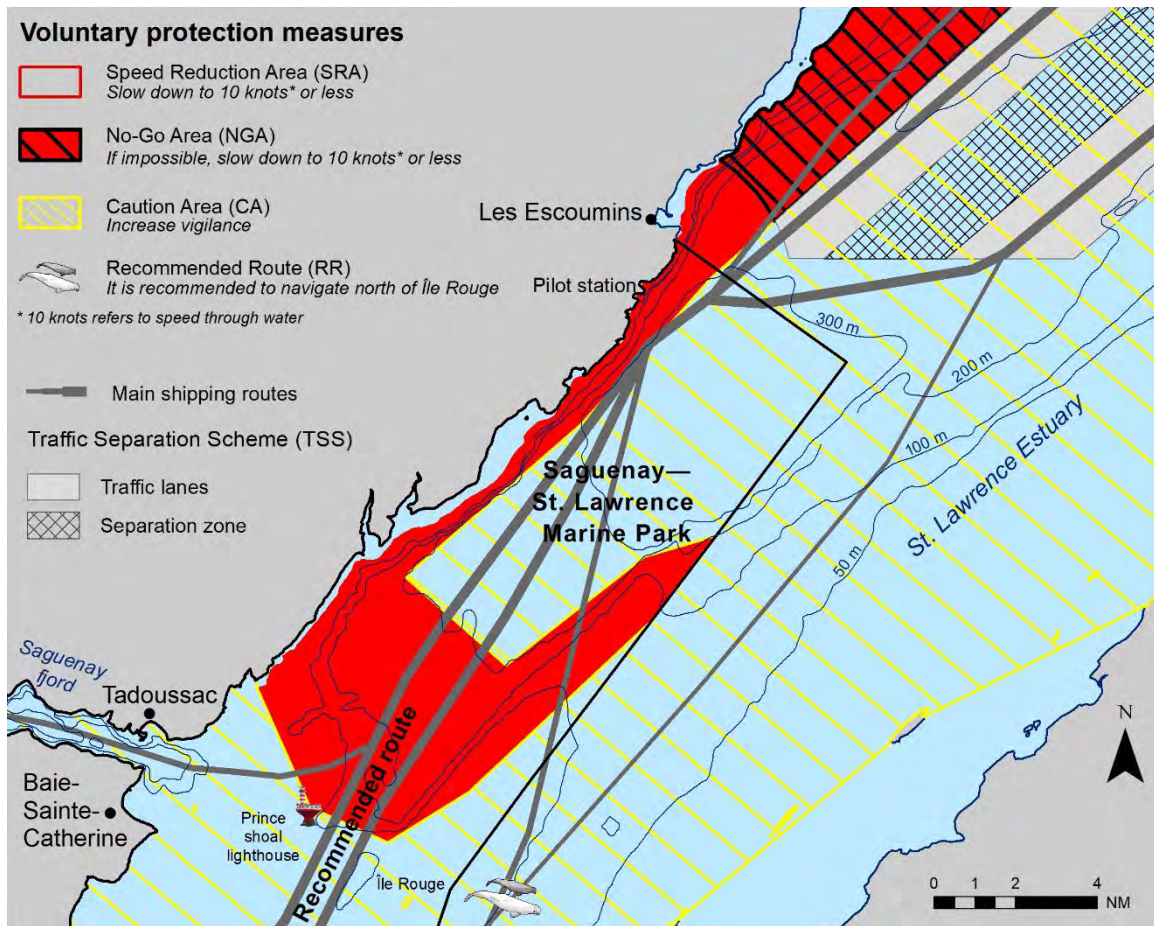 Voluntary protection measures
Speed Reduction Area (SRA)
Slow down to 10 knots* or less
No-Go Area (NGA)
If impossible, slow down to 10 knots* or less
Caution Area (CA)
Increase vigilance
Recommended Route (RR)
It is recommended to navigate north of Île Rouge
* 10 knots refers to speed through water
Main shipping routes
Traffic Separation Scheme (TSS)
Traffic lanes
Separation zone
Les Escoumins
Pilot station
300 m
200 m
100 m
50 m
St. Lawrence Estuary
Saguenay—
St. Lawrence
Marine Park
Saguenay
fjord
Tadoussac
Baie-
Sainte-
Catherine
Prince
shoal
lighthouse
Recommended route
Île Rouge
N
0 1 2 4
NM